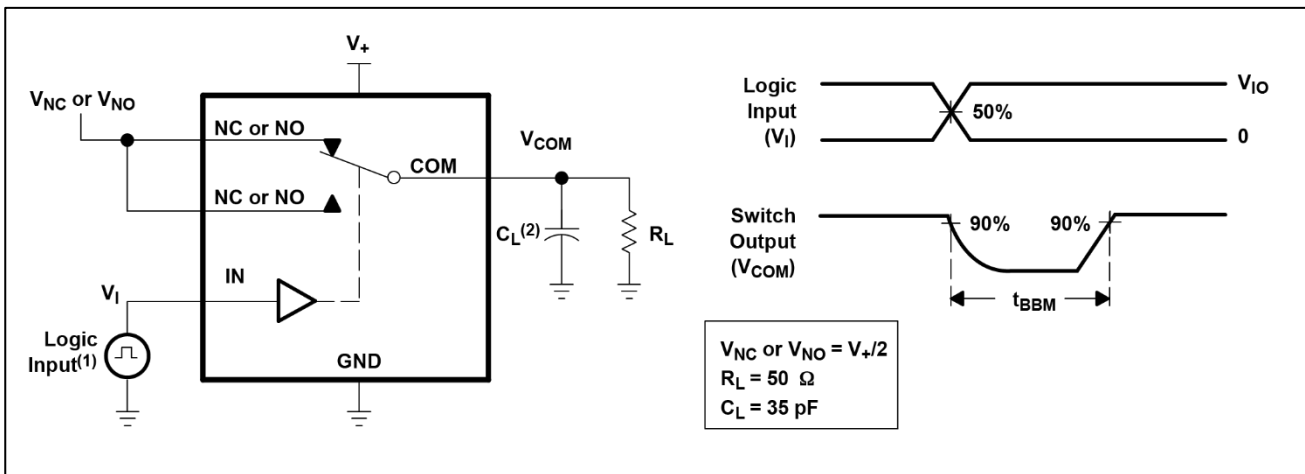 V+
VNC or VNO
NC or NO
COM
VCOM
NC or NO
CL(2)
RL
IN
VI
Logic
Input(1)
GND
Logic
Input
(VI)
50%
VIO
0
Switch
Output
(VCOM)
90%
90%
tBBM
VNC or VNO = V+/2
RL = 50 Ω
CL = 35 pF